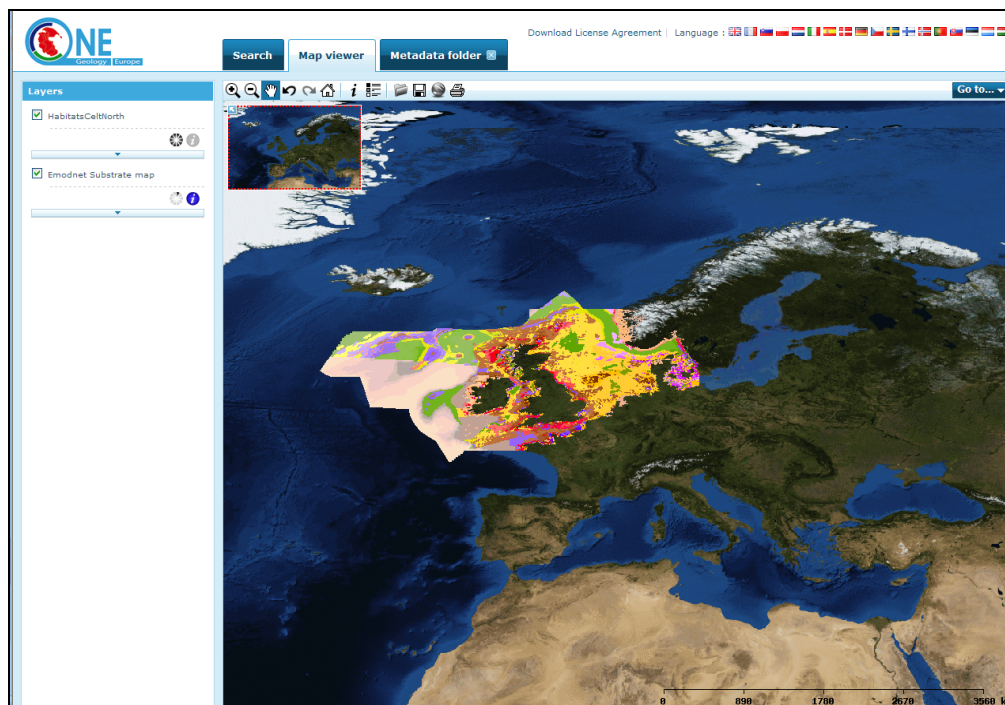 ONE
Geology Europe
Download License Agreement | Language :
Search
Map viewer
Metadata folder
Layers
Go to...
HabitatsCeltNorth
Emodnet Substrate map
0 890 1780 2670 3560 k